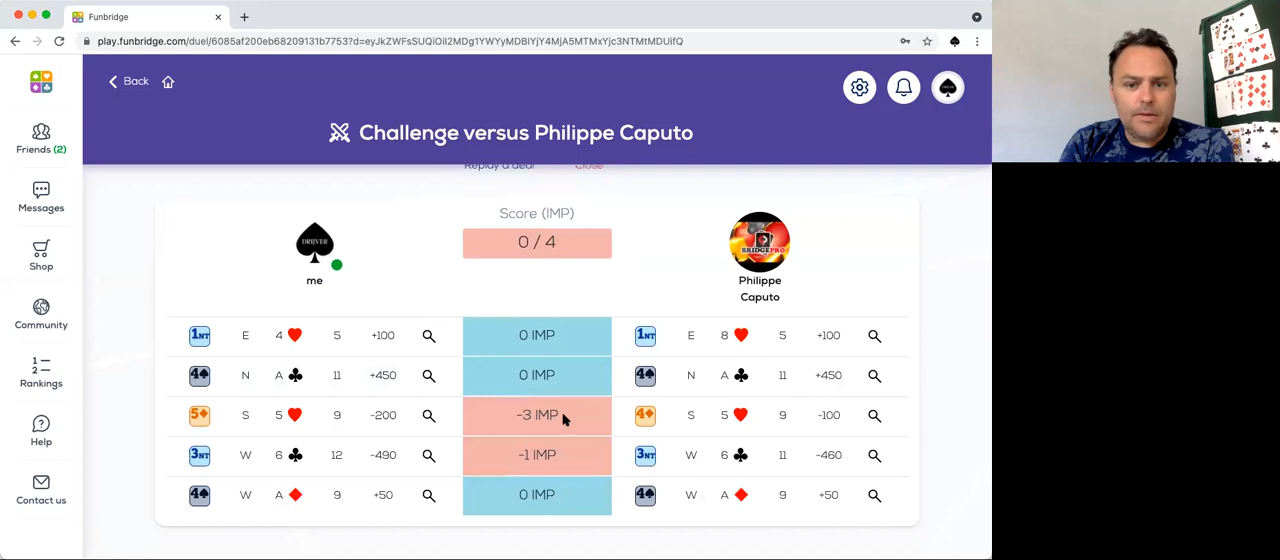 Funbridge
play.funbridge.com/duel/6085af200eb68209131b7753?d=eyJkZWFsSUQiOiI2MDg1YWYyMDBlYjY4MjA5MTMxYjc3NTMtMDUifQ
Back
Challenge versus Philippe Caputo
Friends (2)
Messages
Shop
Community
Rankings
Help
Contact us
Replay a deal Close
Score (IMP)
0 / 4
DRIJVER
me
BRIDGEPRO
Philippe
Caputo
1NT E 4 ♥ 5 +100 0 IMP 1NT E 8 ♥ 5 +100
4♠ N A ♣ 11 +450 0 IMP 4♠ N A ♣ 11 +450
5♦ S 5 ♥ 9 -200 -3 IMP 4♦ S 5 ♥ 9 -100
3NT W 6 ♣ 12 -490 -1 IMP 3NT W 6 ♣ 11 -460
4♠ W A ♦ 9 +50 0 IMP 4♠ W A ♦ 9 +50